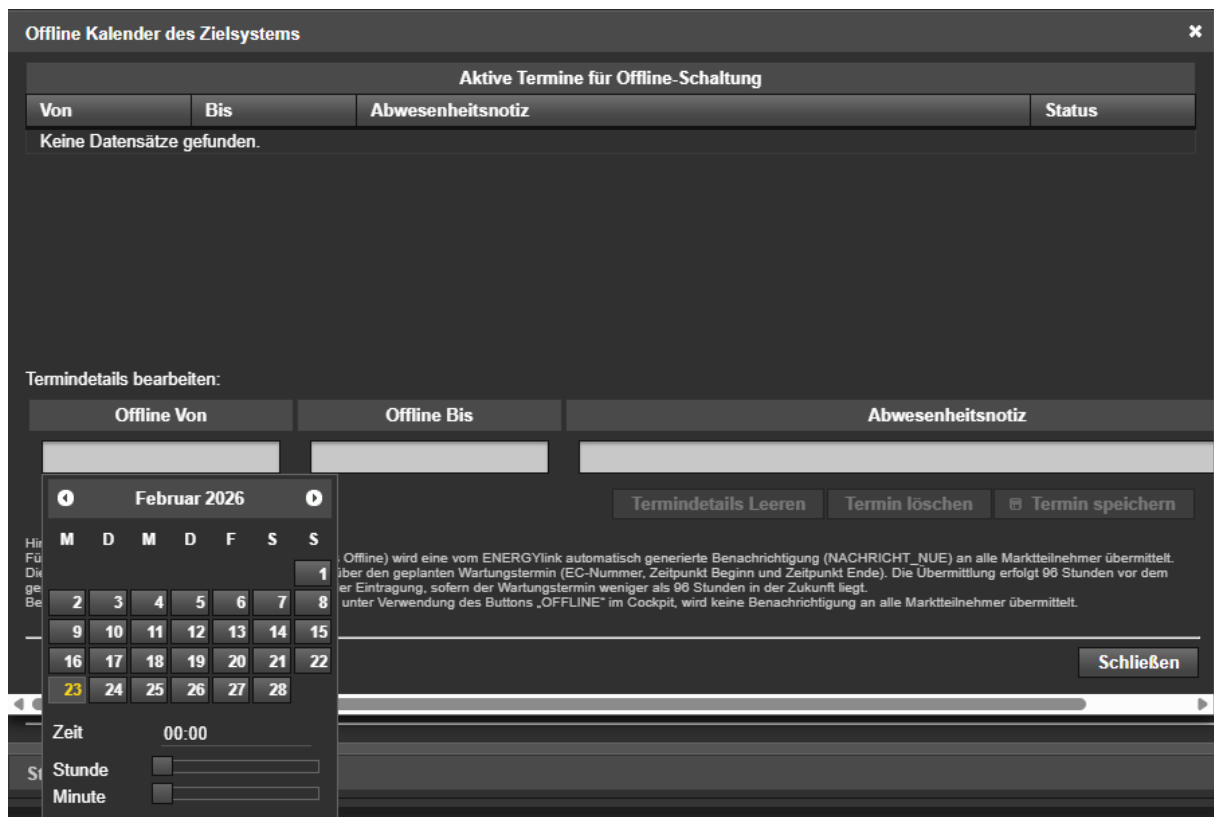 Offline Kalender des Zielsystems
Aktive Termine für Offline-Schaltung
Von Bis Abwesenheitsnotiz Status
Keine Datensätze gefunden.
Termindetails bearbeiten:
Offline Von Offline Bis Abwesenheitsnotiz
Februar 2026
Termindetails Leeren Termin löschen Termin speichern
M D M D F S S
Offline) wird eine vom ENERGYlink automatisch generierte Benachrichtigung (NACHRICHT_NUE) an alle Marktteilnehmer übermittelt.
1
über den geplanten Wartungstermin (EC-Nummer, Zeitpunkt Beginn und Zeitpunkt Ende). Die Übermittlung erfolgt 96 Stunden vor dem
er Eintragung, sofern der Wartungstermin weniger als 96 Stunden in der Zukunft liegt.
2 3 4 5 6 7 8
unter Verwendung des Buttons „OFFLINE“ im Cockpit, wird keine Benachrichtigung an alle Marktteilnehmer übermittelt.
9 10 11 12 13 14 15
16 17 18 19 20 21 22
Schließen
23 24 25 26 27 28
Zeit 00:00
Stunde
Minute